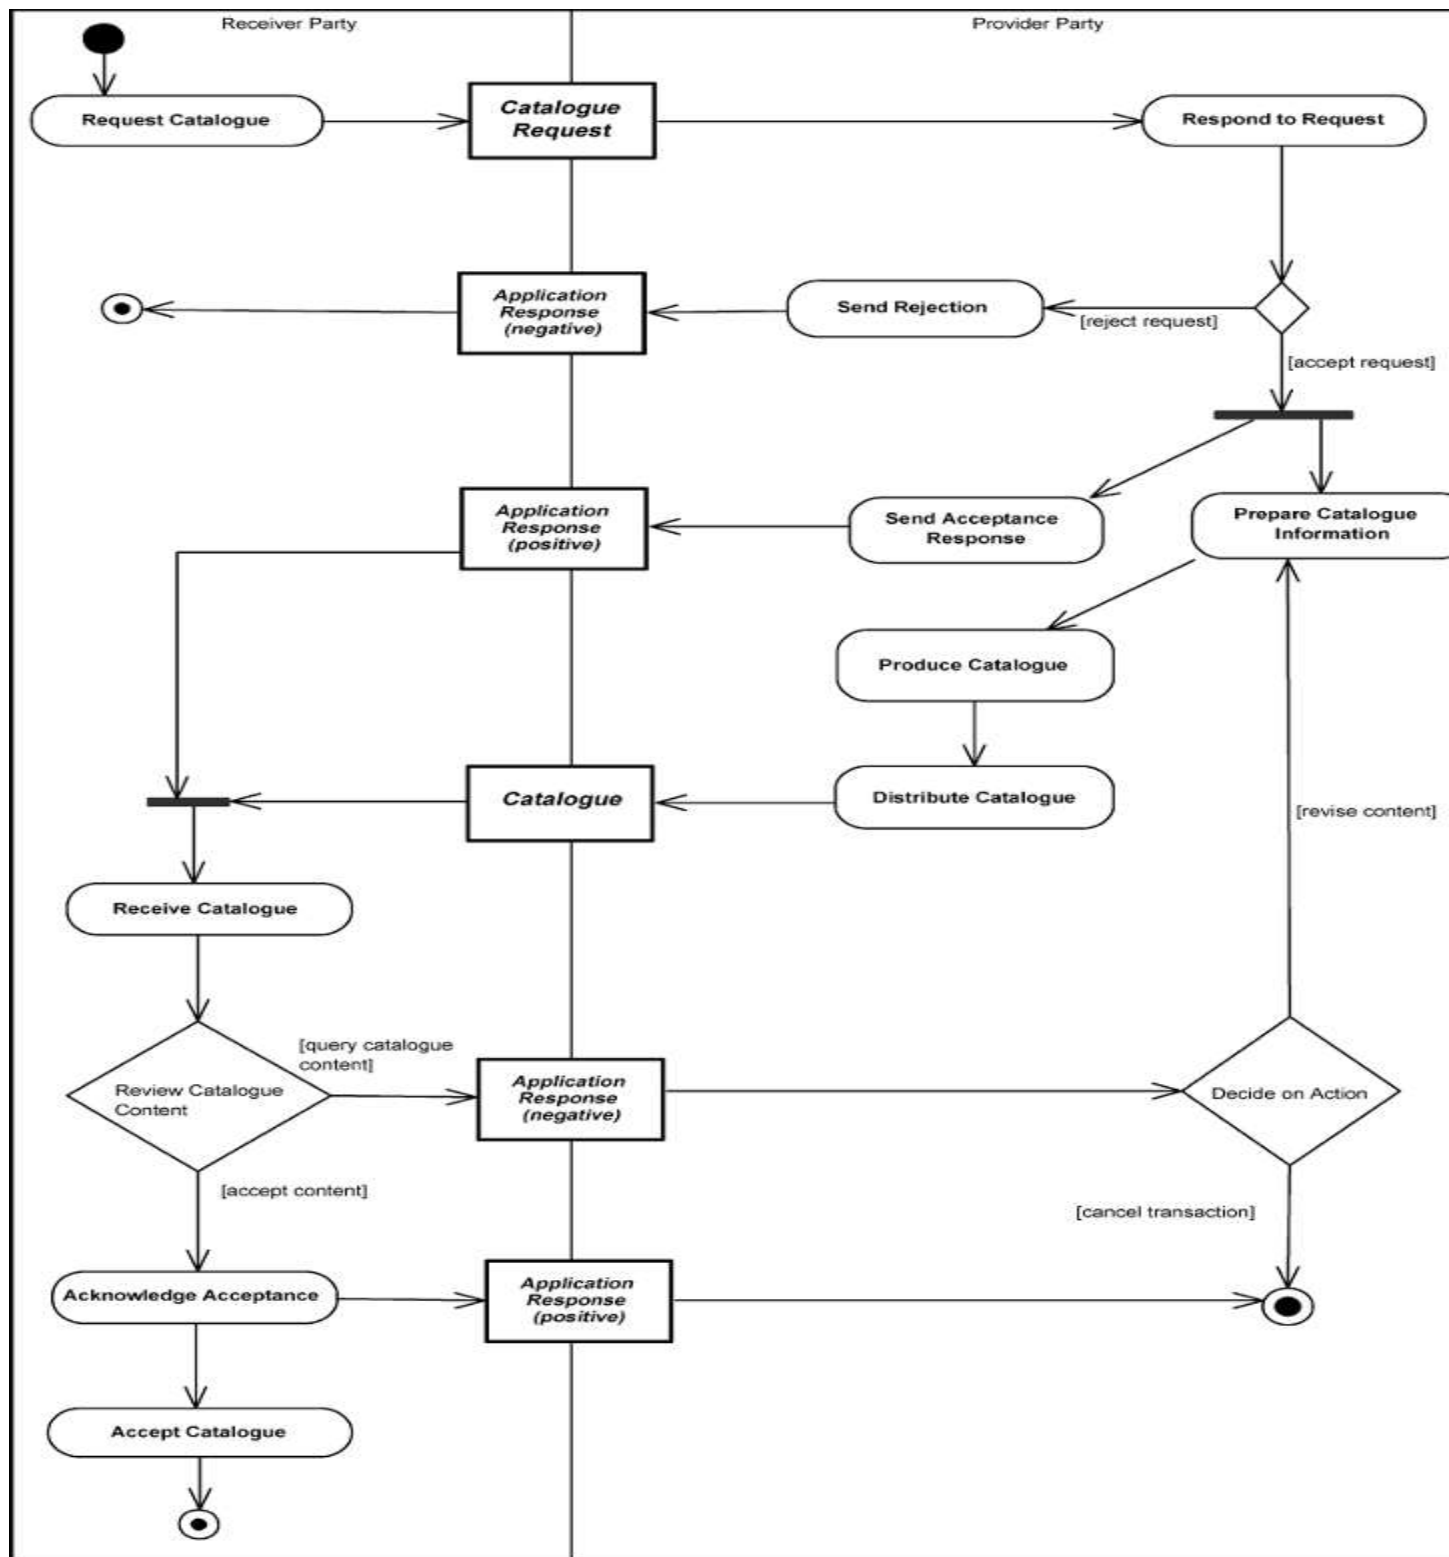 Receiver Party
Provider Party
Request Catalogue
Catalogue
Request
Respond to Request
Application
Response
(negative)
Send Rejection
[reject request]
[accept request]
Application
Response
(positive)
Send Acceptance
Response
Prepare Catalogue
Information
Produce Catalogue
Catalogue
Distribute Catalogue
[revise content]
Receive Catalogue
[query catalogue
content]
Review Catalogue
Content
Application
Response
(negative)
Decide on Action
[accept content]
[cancel transaction]
Acknowledge Acceptance
Application
Response
(positive)
Accept Catalogue